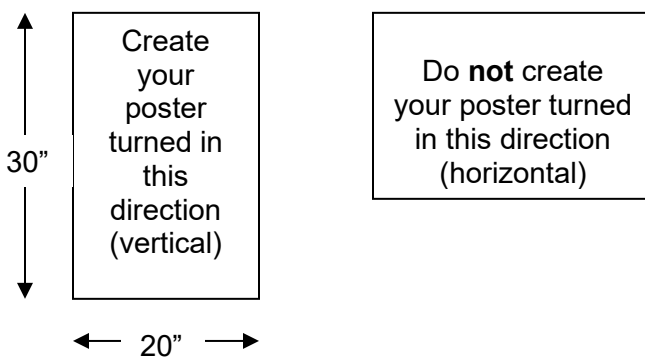 Create
your
poster
turned in
this
direction
(vertical)
30”
20”
Do not create
your poster turned
in this direction
(horizontal)